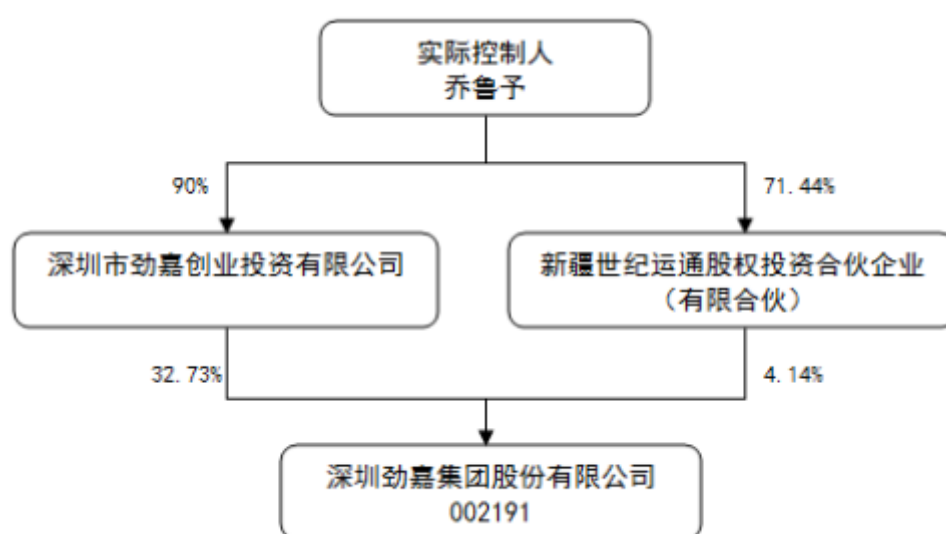 实际控制人
乔鲁予
90%
71.44%
深圳市劲嘉创业投资有限公司
新疆世纪运通股权投资合伙企业
（有限合伙）
32.73%
4.14%
深圳劲嘉集团股份有限公司
002191